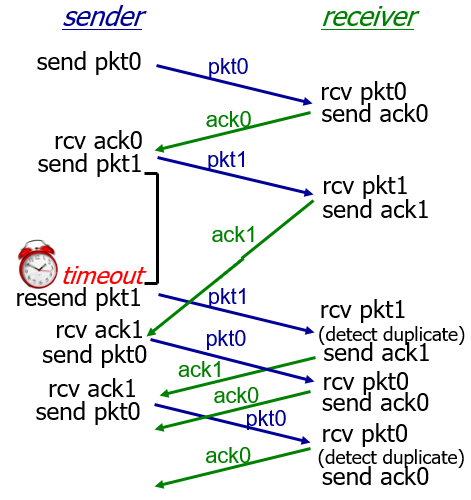 sender receiver
send pkt0
pkt0
rcv pkt0
send ack0
ack0
rcv ack0
send pkt1
pkt1
rcv pkt1
send ack1
ack1
timeout
resend pkt1
pkt1
rcv pkt1
(detect duplicate)
send ack1
rcv ack1
send pkt0
pkt0
ack1
rcv pkt0
send ack0
rcv ack1
send pkt0
ack0
pkt0
rcv pkt0
(detect duplicate)
send ack0
ack0